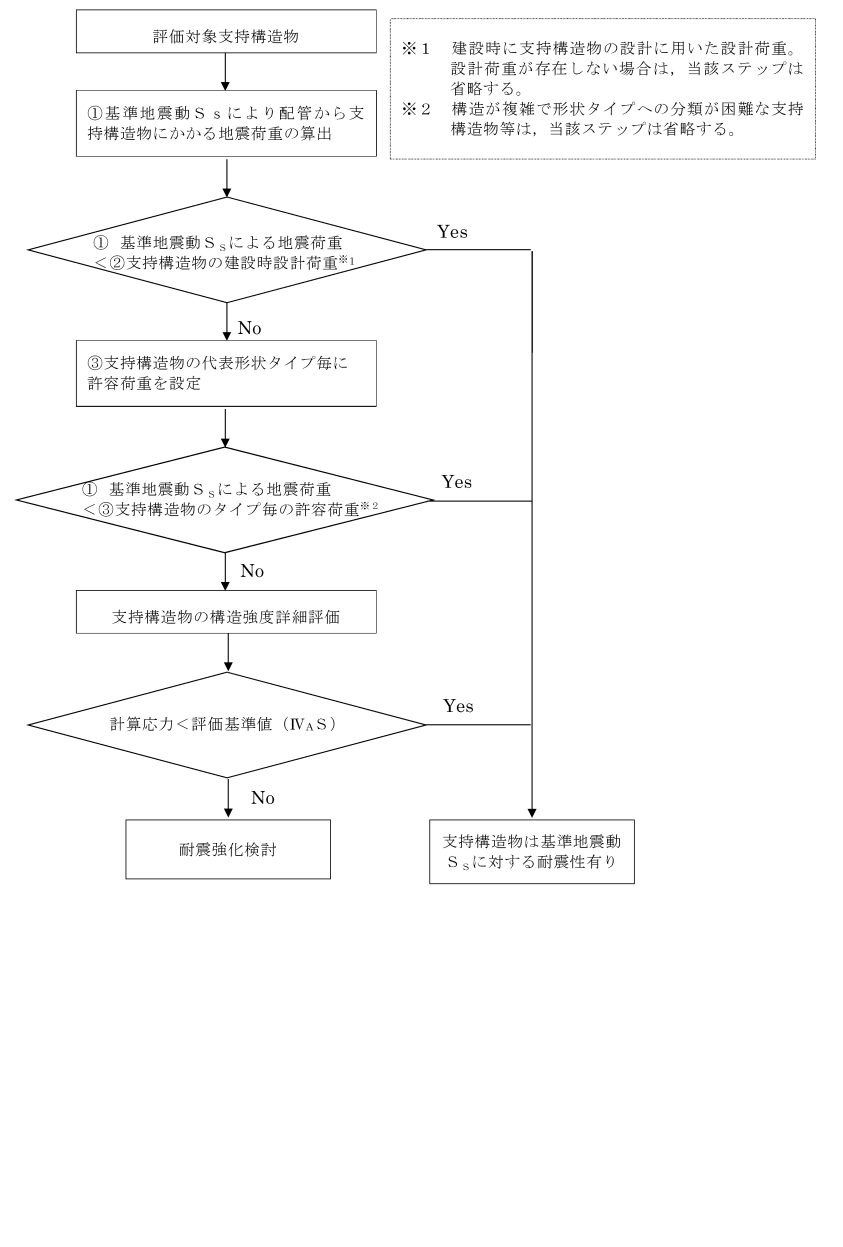 評価対象支持構造物
※１　建設時に支持構造物の設計に用いた設計荷重。
設計荷重が存在しない場合は，当該ステップは
省略する。
※２　構造が複雑で形状タイプへの分類が困難な支持
構造物等は，当該ステップは省略する。
①基準地震動Ｓｓにより配管から支
持構造物にかかる地震荷重の算出
① 基準地震動Ｓsによる地震荷重
＜②支持構造物の建設時設計荷重※1
Yes
No
③支持構造物の代表形状タイプ毎に
許容荷重を設定
① 基準地震動Ｓsによる地震荷重
＜③支持構造物のタイプ毎の許容荷重※2
Yes
No
支持構造物の構造強度詳細評価
計算応力＜評価基準値（ⅣAＳ）
Yes
No
耐震強化検討
支持構造物は基準地震動
Ｓsに対する耐震性有り